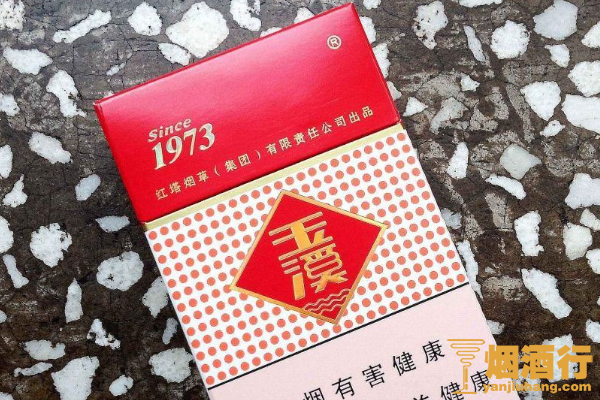 ®
Since
1973
红塔烟草（集团）有限责任公司出品
玉溪
烟有害健康
健康
烟酒行
yanjiuhang.com